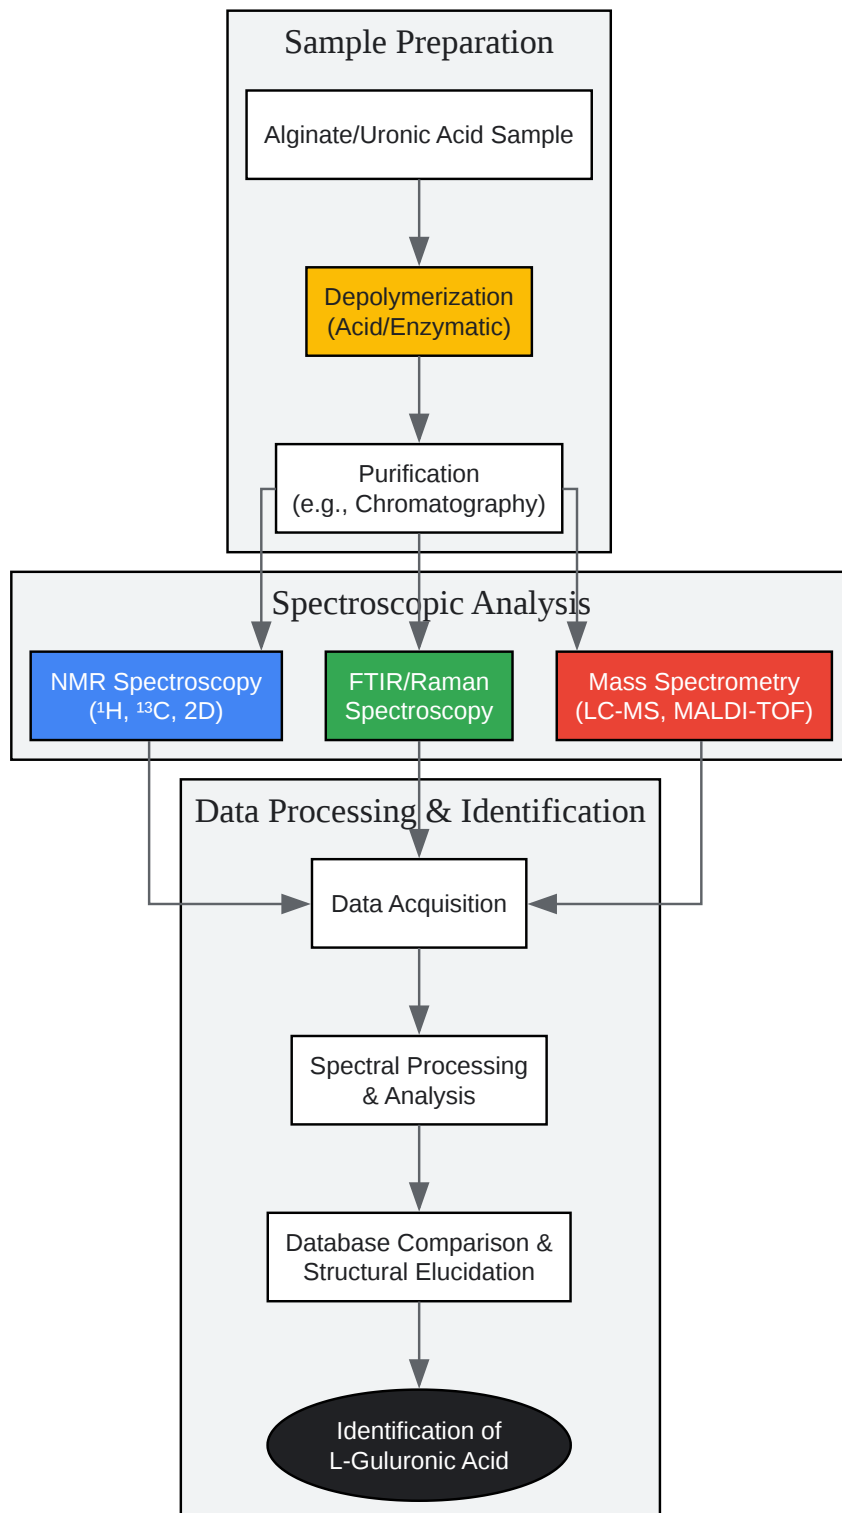 Sample Preparation
Alginate/Uronic Acid Sample
Depolymerization
(Acid/Enzymatic)
Purification
(e.g., Chromatography)
Spectroscopic Analysis
NMR Spectroscopy
(¹H, ¹³C, 2D)
FTIR/Raman
Spectroscopy
Mass Spectrometry
(LC-MS, MALDI-TOF)
Data Processing & Identification
Data Acquisition
Spectral Processing
& Analysis
Database Comparison &
Structural Elucidation
Identification of
L-Guluronic Acid